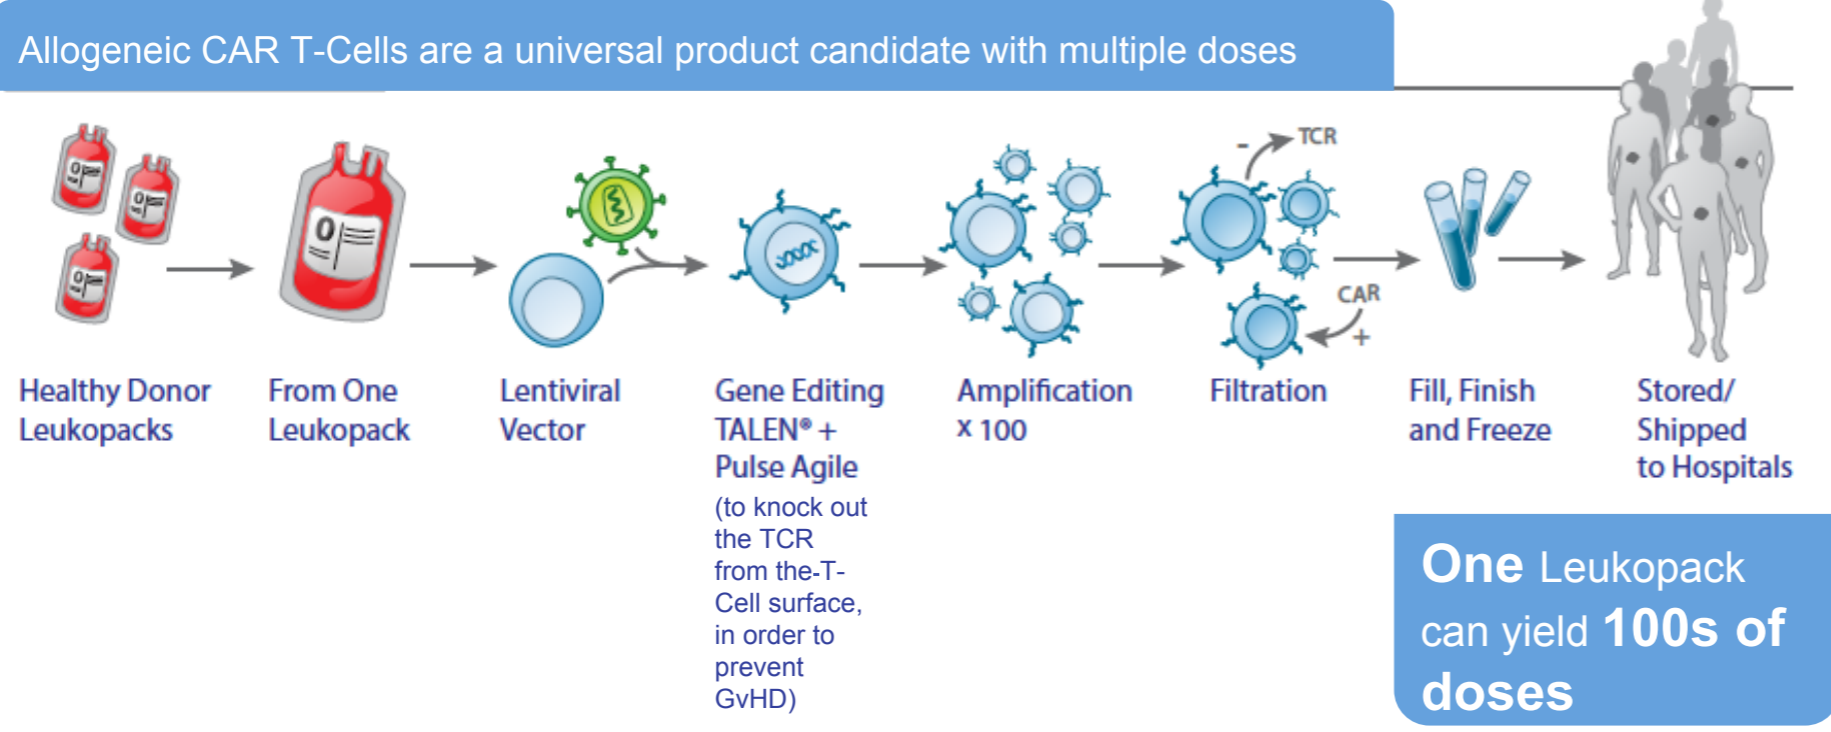 Allogeneic CAR T-Cells are a universal product candidate with multiple doses
O
O
O
O
- TCR
CAR
+
Healthy Donor
Leukopacks
From One
Leukopack
Lentiviral
Vector
Gene Editing
TALEN® +
Pulse Agile
(to knock out
the TCR
from the-T-
Cell surface,
in order to
prevent
GvHD)
Amplification
x 100
Filtration
Fill, Finish
and Freeze
Stored/
Shipped
to Hospitals
One Leukopack
can yield 100s of
doses